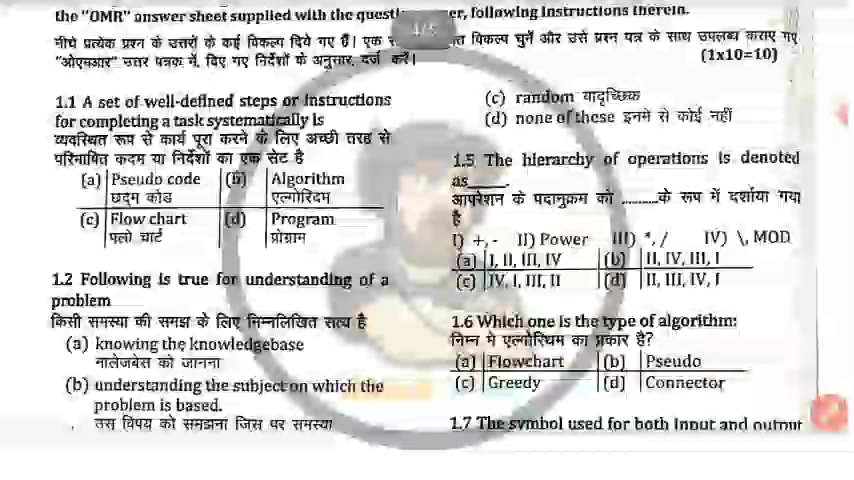 the "OMR" answer sheet supplied with the er, following instructions therein.
नीचे प्रत्येक प्रश्न के उत्तरों के कई विकल्प दिये गए हैं। एक विकल्प चुनें और उसे प्रश्न पत्र के साथ उपलब्ध कराए गए
"ओएमआर" उत्तर पत्रक में, दिए गए निर्देशों के अनुसार, दर्ज करें।
(1x10=10)
1.1 A set of well-defined steps or instructions
for completing a task systematically is
व्यवस्थित रूप से कार्य पूरा करने के लिए अच्छी तरह से
परिभाषित कदम या निर्देशों का एक सेट है
(a) Pseudo code (b) Algorithm
छद्म कोड एल्गोरिदम
(c) Flow chart (d) Program
फ्लो चार्ट प्रोग्राम
1.2 Following is true for understanding of a
problem
किसी समस्या की समझ के लिए निम्नलिखित सत्य है
(a) knowing the knowledgebase
नालेजबेस को जानना
(b) understanding the subject on which the
problem is based.
उस विषय को समझना जिस पर समस्या
(c) random यादृच्छिक
(d) none of these इनमे से कोई नहीं
1.5 The hierarchy of operations is denoted
as_____.
आपरेशन के पदानुक्रम को ..........के रूप में दर्शाया गया
है
I) +, - II) Power III) *, / IV) \, MOD
(a) I, II, III, IV (b) II, IV, III, I
(c) IV, I, III, II (d) II, III, IV, I
1.6 Which one is the type of algorithm:
निम्न मे एल्गोरिथम का प्रकार है?
(a) Flowchart (b) Pseudo
(c) Greedy (d) Connector
1.7 The symbol used for both input and output